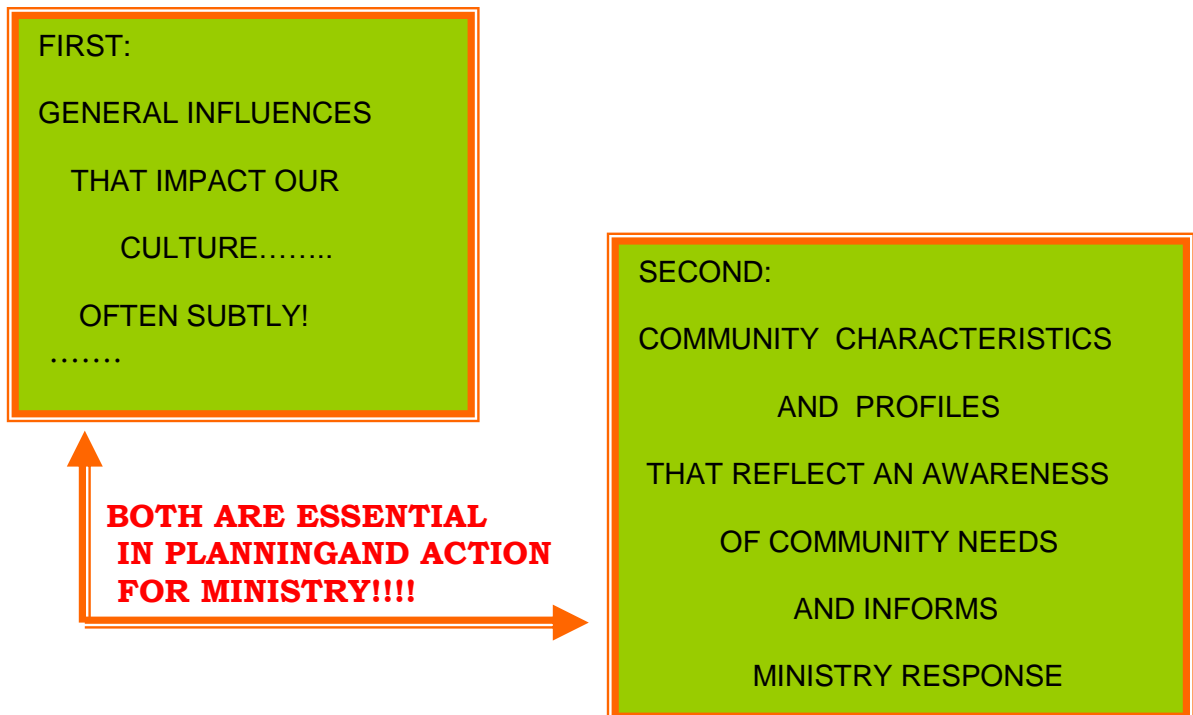 FIRST:
GENERAL INFLUENCES
THAT IMPACT OUR
CULTURE……..
OFTEN SUBTLY!
…….
BOTH ARE ESSENTIAL
IN PLANNINGAND ACTION
FOR MINISTRY!!!!
SECOND:
COMMUNITY CHARACTERISTICS
AND PROFILES
THAT REFLECT AN AWARENESS
OF COMMUNITY NEEDS
AND INFORMS
MINISTRY RESPONSE